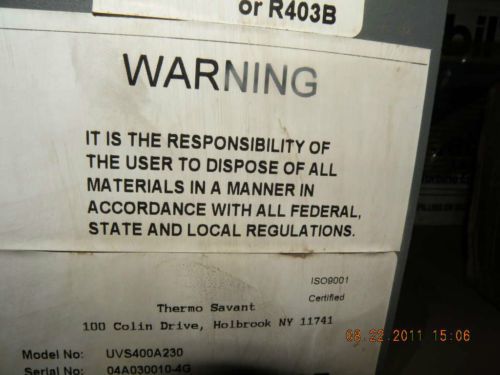 or R403B
WARNING
IT IS THE RESPONSIBILITY OF
THE USER TO DISPOSE OF ALL
MATERIALS IN A MANNER IN
ACCORDANCE WITH ALL FEDERAL,
STATE AND LOCAL REGULATIONS.
ISO9001
Certified
Thermo Savant
100 Colin Drive, Holbrook NY 11741
08.22.2011 15:06
Model No: UVS400A230
Serial No: 04A030010-4G